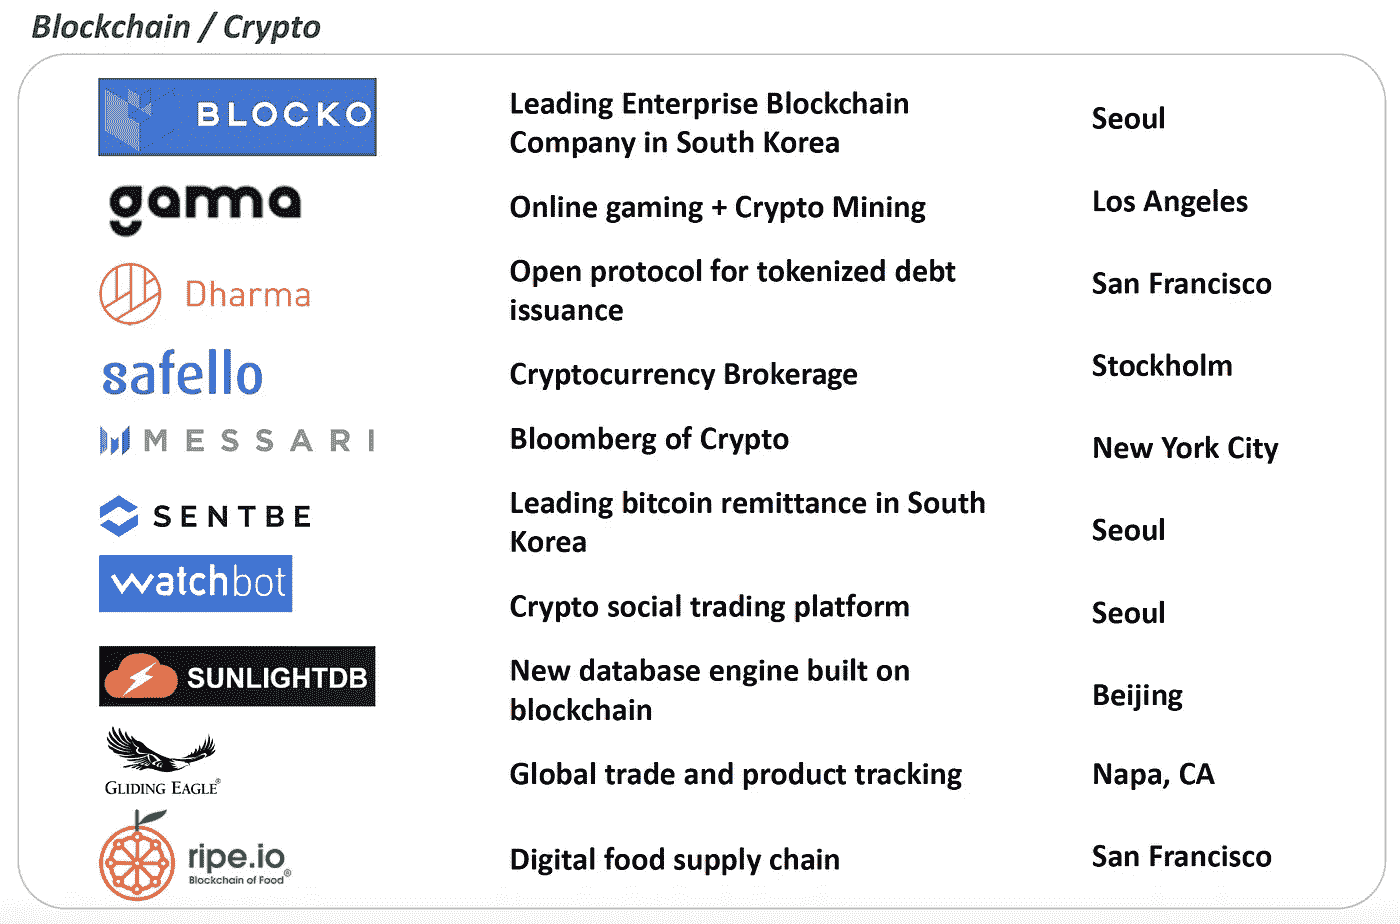 Blockchain / Crypto
BLOCKO
Leading Enterprise Blockchain
Company in South Korea
Seoul
gamma
Online gaming + Crypto Mining
Los Angeles
Dharma
Open protocol for tokenized debt
issuance
San Francisco
safello
Cryptocurrency Brokerage
Stockholm
MESSARI
Bloomberg of Crypto
New York City
SENTBE
Leading bitcoin remittance in South
Korea
Seoul
watchbot
Crypto social trading platform
Seoul
SUNLIGHTDB
New database engine built on
blockchain
Beijing
GLIDING EAGLE®
Global trade and product tracking
Napa, CA
ripe.io
Blockchain of Food®
Digital food supply chain
San Francisco